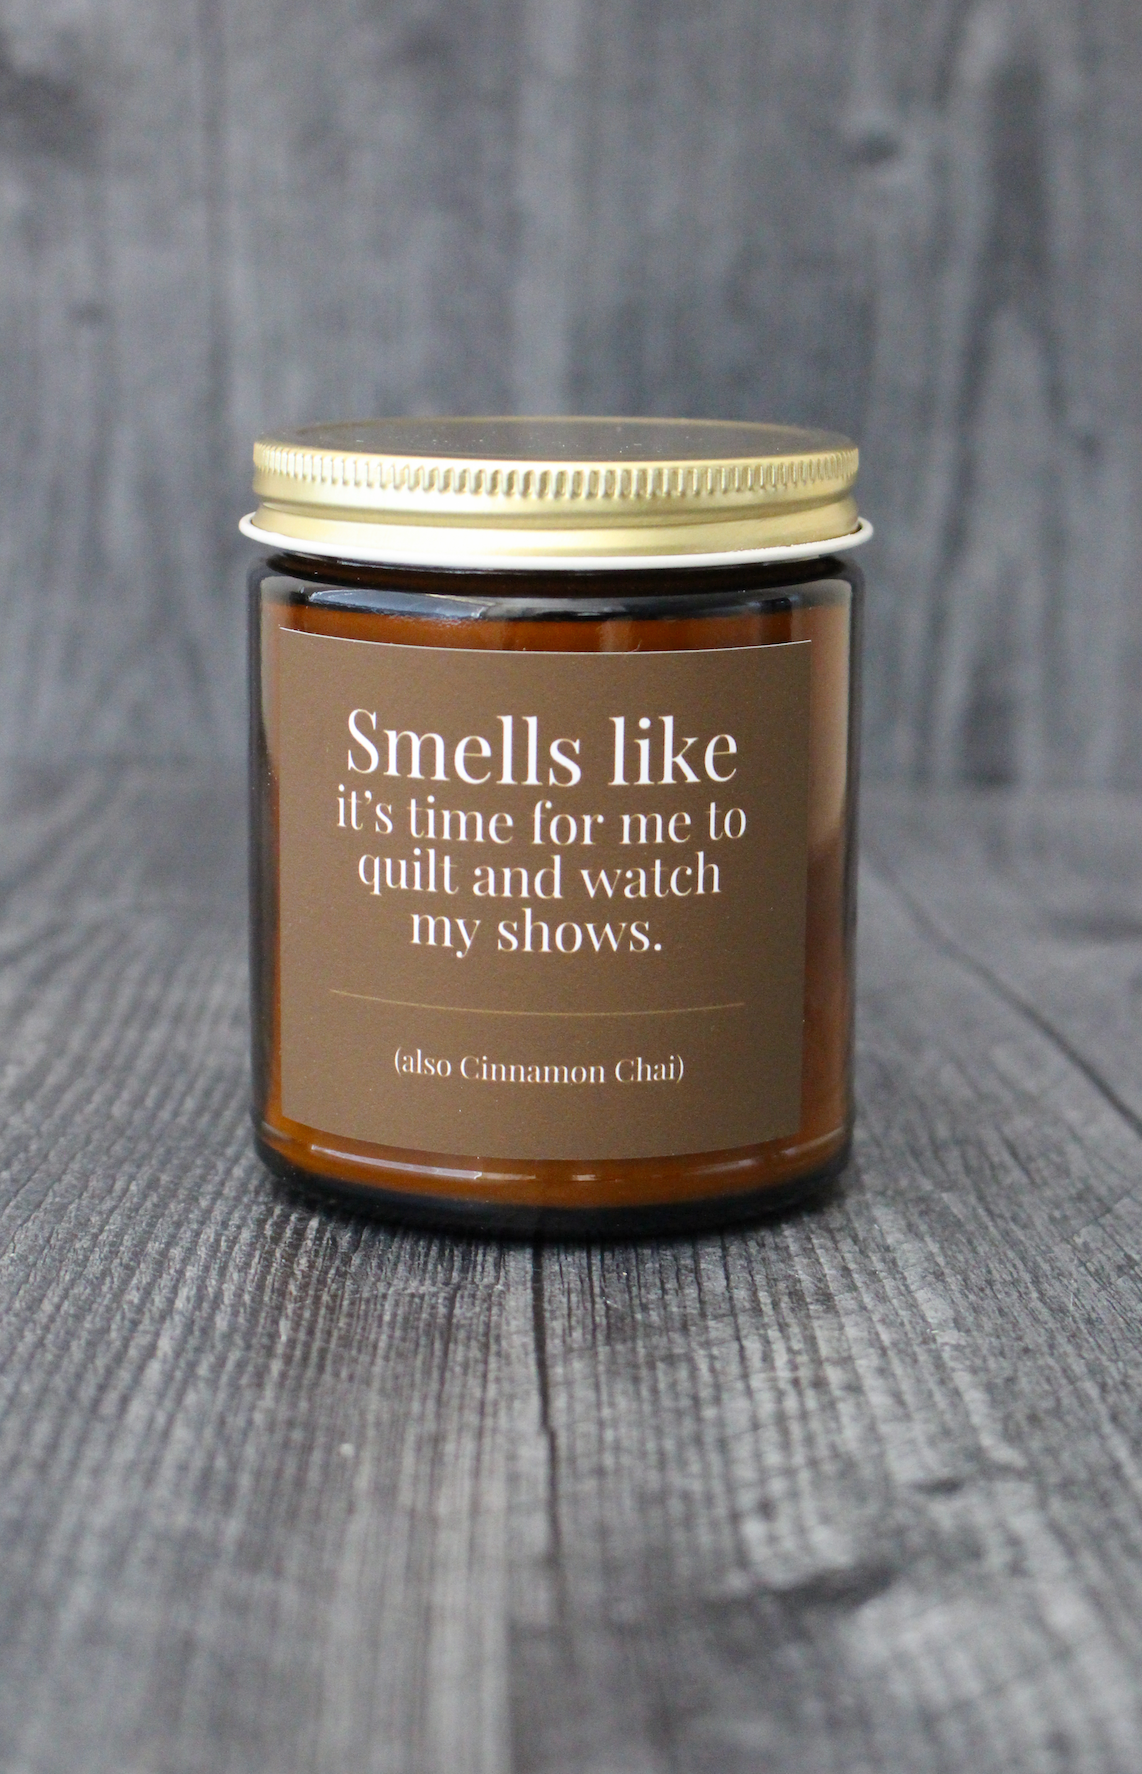 Smells like
it’s time for me to
quilt and watch
my shows.
(also Cinnamon Chai)